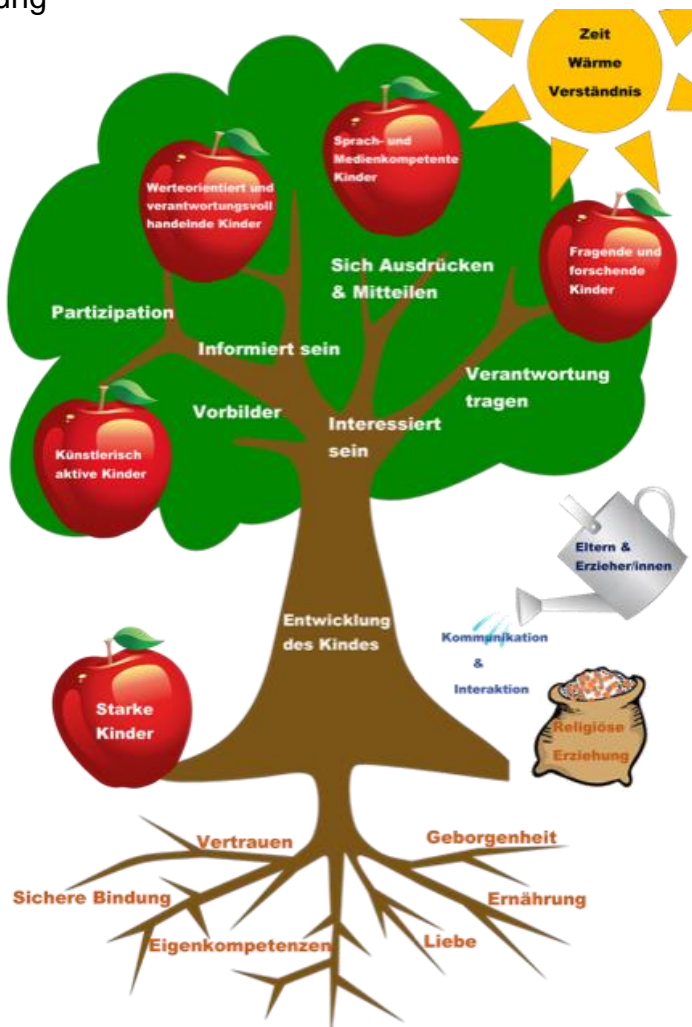 ung
Zeit
Wärme
Verständnis
Sprach- und
Medienkompetente
Kinder
Werteorientiert und
verantwortungsvoll
handelnde Kinder
Fragende und
forschende
Kinder
Sich Ausdrücken
& Mitteilen
Partizipation
Informiert sein
Verantwortung
tragen
Vorbilder
Interessiert
sein
Künstlerisch
aktive Kinder
Eltern &
Erzieher/innen
Entwicklung
des Kindes
Kommunikation
&
Interaktion
Starke
Kinder
Religiöse
Erziehung
Vertrauen
Geborgenheit
Sichere Bindung
Ernährung
Eigenkompetenzen
Liebe